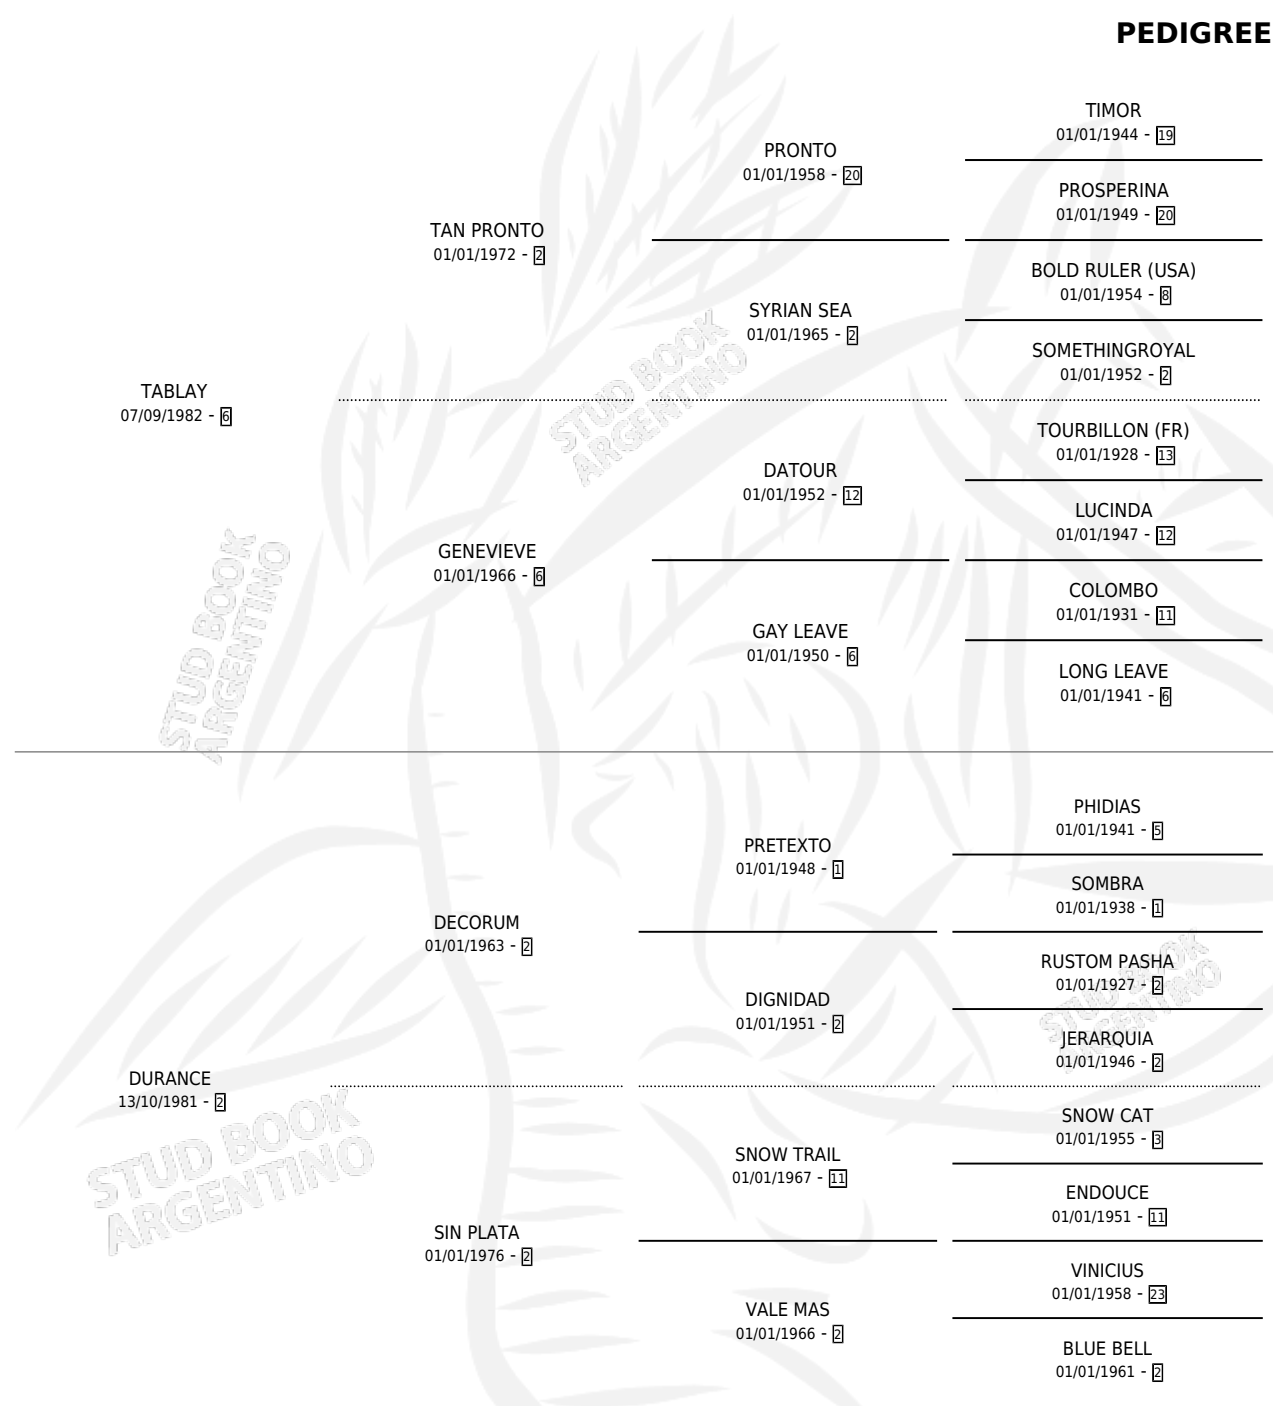 PEDIGREE
TIMOR
01/01/1944 - 19
PRONTO
01/01/1958 - 20
PROSPERINA
01/01/1949 - 20
TAN PRONTO
01/01/1972 - 2
BOLD RULER (USA)
01/01/1954 - 8
SYRIAN SEA
01/01/1965 - 2
SOMETHINGROYAL
01/01/1952 - 2
STUD BOOK
ARGENTINO
TABLAY
07/09/1982 - 6
TOURBILLON (FR)
01/01/1928 - 13
DATOUR
01/01/1952 - 12
LUCINDA
01/01/1947 - 12
GENEVIEVE
01/01/1966 - 6
COLOMBO
01/01/1931 - 11
GAY LEAVE
01/01/1950 - 6
LONG LEAVE
01/01/1941 - 6
STUD BOOK
ARGENTINO
PHIDIAS
01/01/1941 - 5
PRETEXTO
01/01/1948 - 1
SOMBRA
01/01/1938 - 1
DECORUM
01/01/1963 - 2
RUSTOM PASHA
01/01/1927 - 2
DIGNIDAD
01/01/1951 - 2
JERARQUIA
01/01/1946 - 2
STUD BOOK
ARGENTINO
DURANCE
13/10/1981 - 2
SNOW CAT
01/01/1955 - 3
SNOW TRAIL
01/01/1967 - 11
ENDOUCE
01/01/1951 - 11
STUD BOOK
ARGENTINO
SIN PLATA
01/01/1976 - 2
VINICIUS
01/01/1958 - 23
VALE MAS
01/01/1966 - 2
BLUE BELL
01/01/1961 - 2